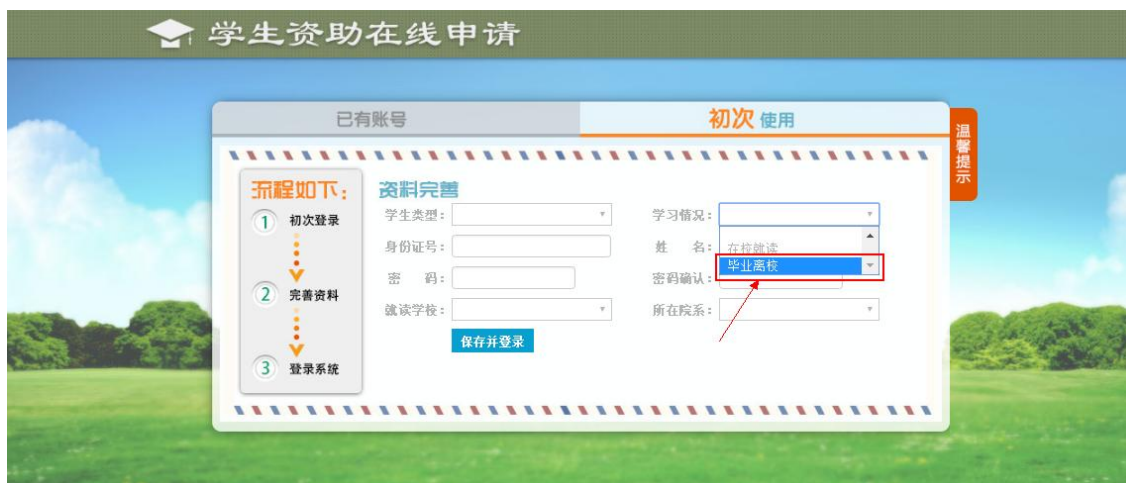 学生资助在线申请
已有账号
初次 使用
温馨提示
流程如下:
1 初次登录
2 完善资料
3 登录系统
资料完善
学生类型:
学习情况:
在校就读
毕业离校
身份证号:
姓 名:
密 码:
密码确认:
就读学校:
所在院系:
保存并登录